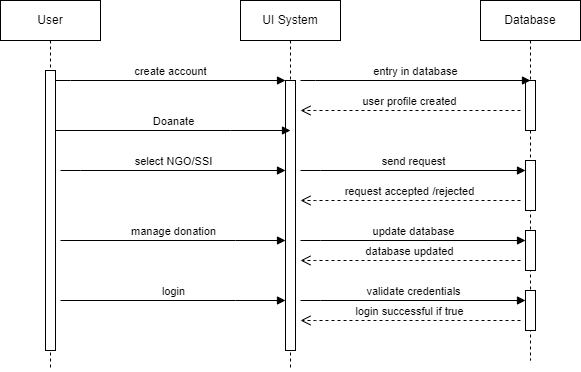 User
UI System
Database
create account
entry in database
user profile created
Doanate
select NGO/SSI
send request
request accepted /rejected
manage donation
update database
database updated
login
validate credentials
login successful if true